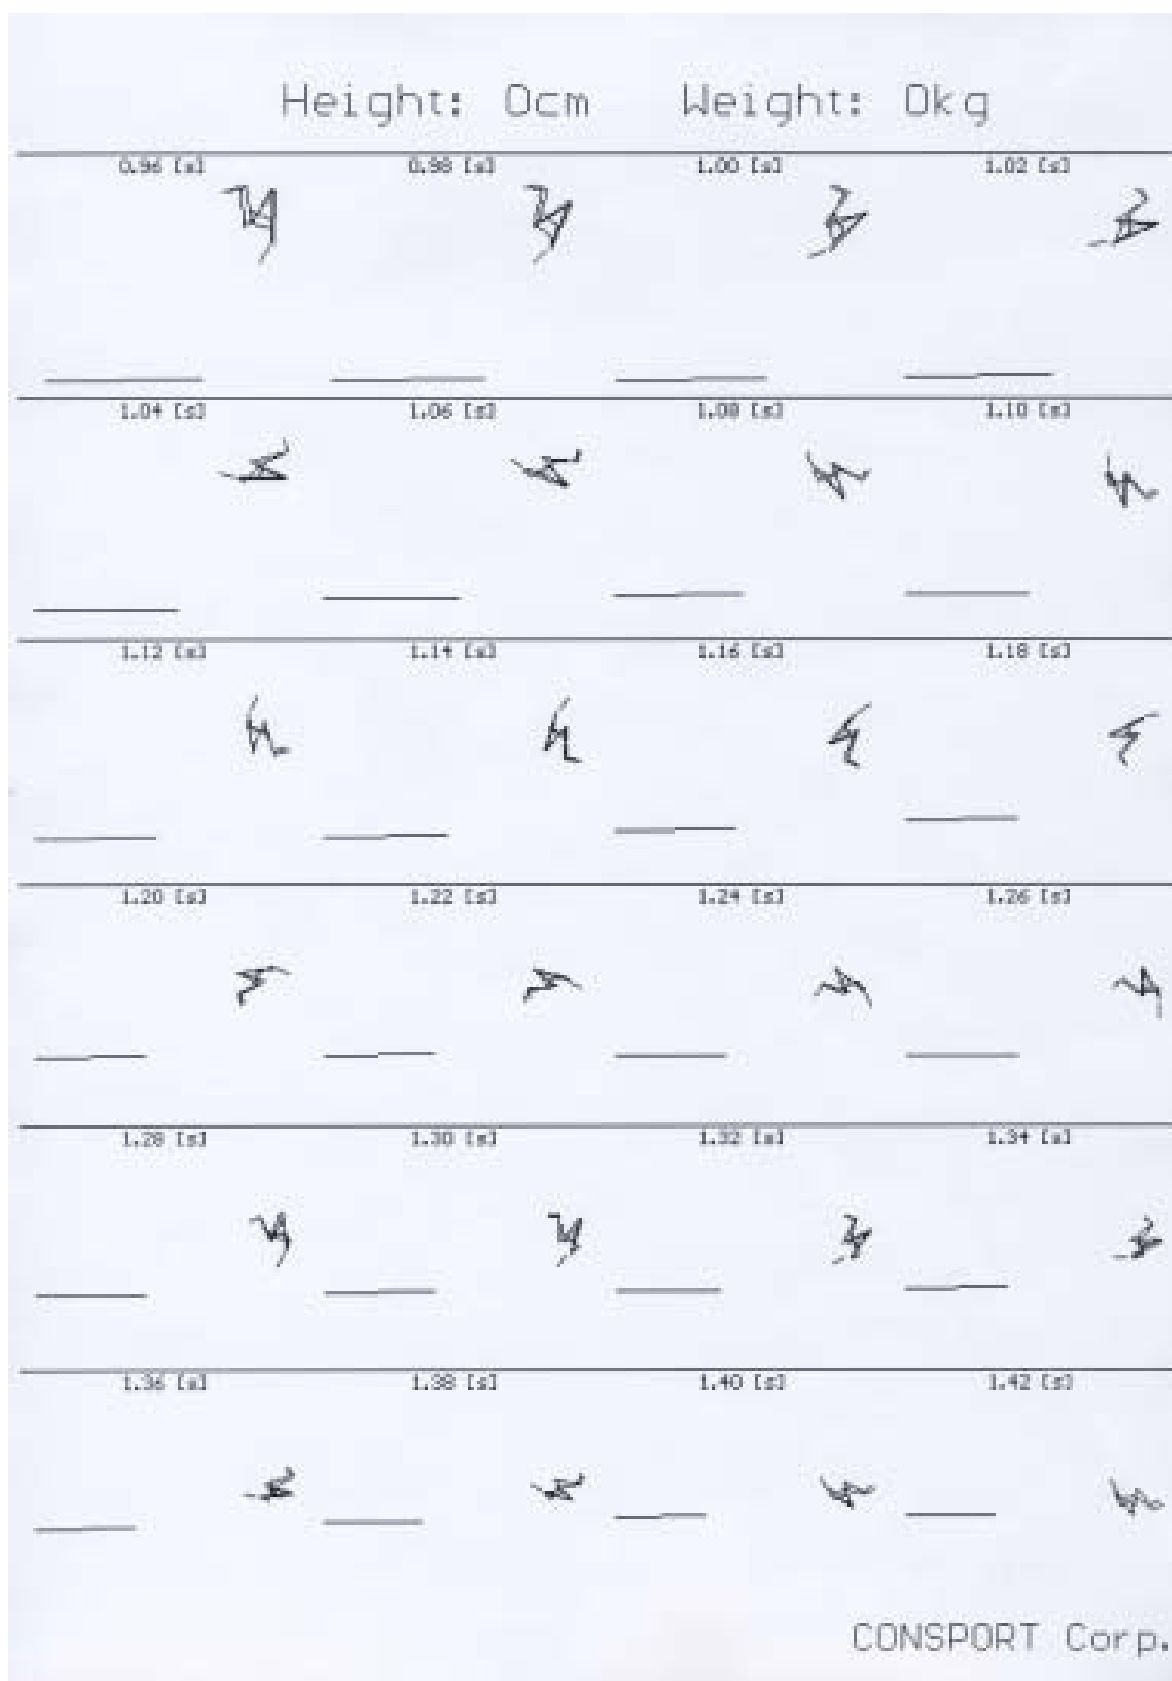 Height: 0cm Weight: 0kg
0.96 [s] 0.98 [s] 1.00 [s] 1.02 [s]
1.04 [s] 1.06 [s] 1.08 [s] 1.10 [s]
1.12 [s] 1.14 [s] 1.16 [s] 1.18 [s]
1.20 [s] 1.22 [s] 1.24 [s] 1.26 [s]
1.28 [s] 1.30 [s] 1.32 [s] 1.34 [s]
1.36 [s] 1.38 [s] 1.40 [s] 1.42 [s]
CONSPORT Corp.